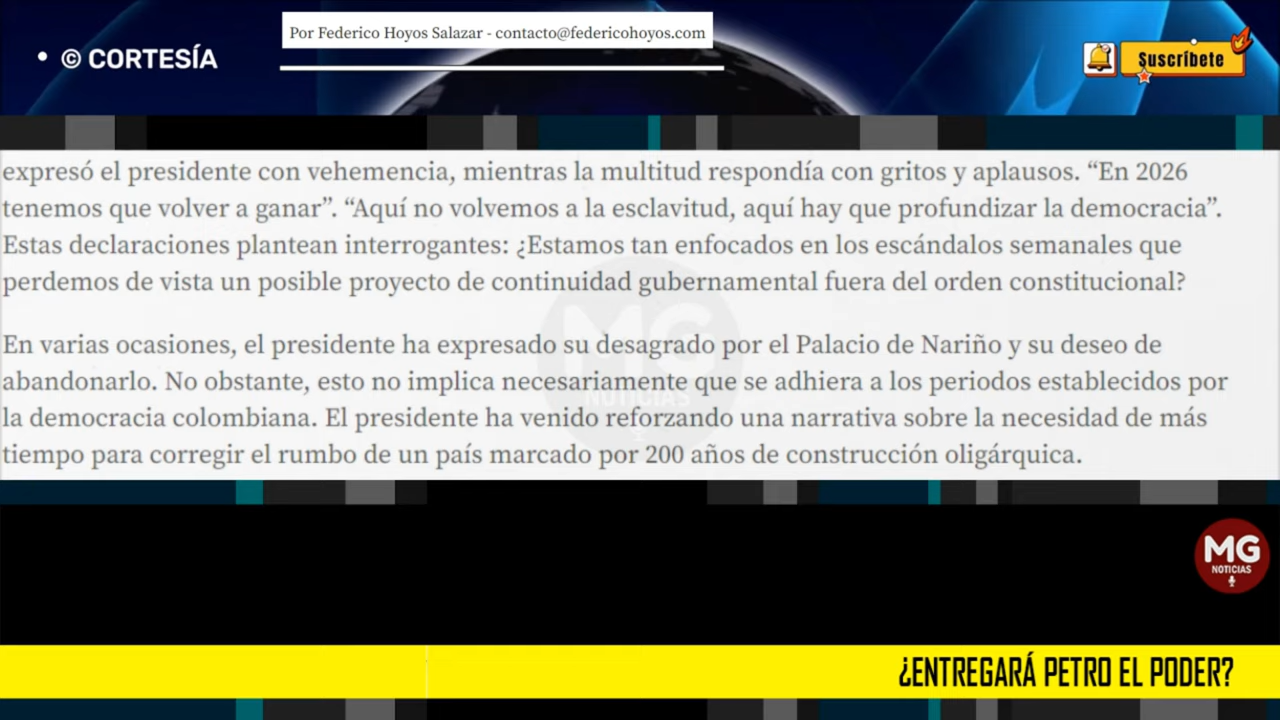 Por Federico Hoyos Salazar - contacto@federicohoyos.com
• © CORTESÍA
Suscríbete
expresó el presidente con vehemencia, mientras la multitud respondía con gritos y aplausos. “En 2026
tenemos que volver a ganar”. “Aquí no volvemos a la esclavitud, aquí hay que profundizar la democracia”.
Estas declaraciones plantean interrogantes: ¿Estamos tan enfocados en los escándalos semanales que
perdemos de vista un posible proyecto de continuidad gubernamental fuera del orden constitucional?
En varias ocasiones, el presidente ha expresado su desagrado por el Palacio de Nariño y su deseo de
abandonarlo. No obstante, esto no implica necesariamente que se adhiera a los periodos establecidos por
la democracia colombiana. El presidente ha venido reforzando una narrativa sobre la necesidad de más
tiempo para corregir el rumbo de un país marcado por 200 años de construcción oligárquica.
MG
NOTICIAS
MG
NOTICIAS
¿ENTREGARÁ PETRO EL PODER?